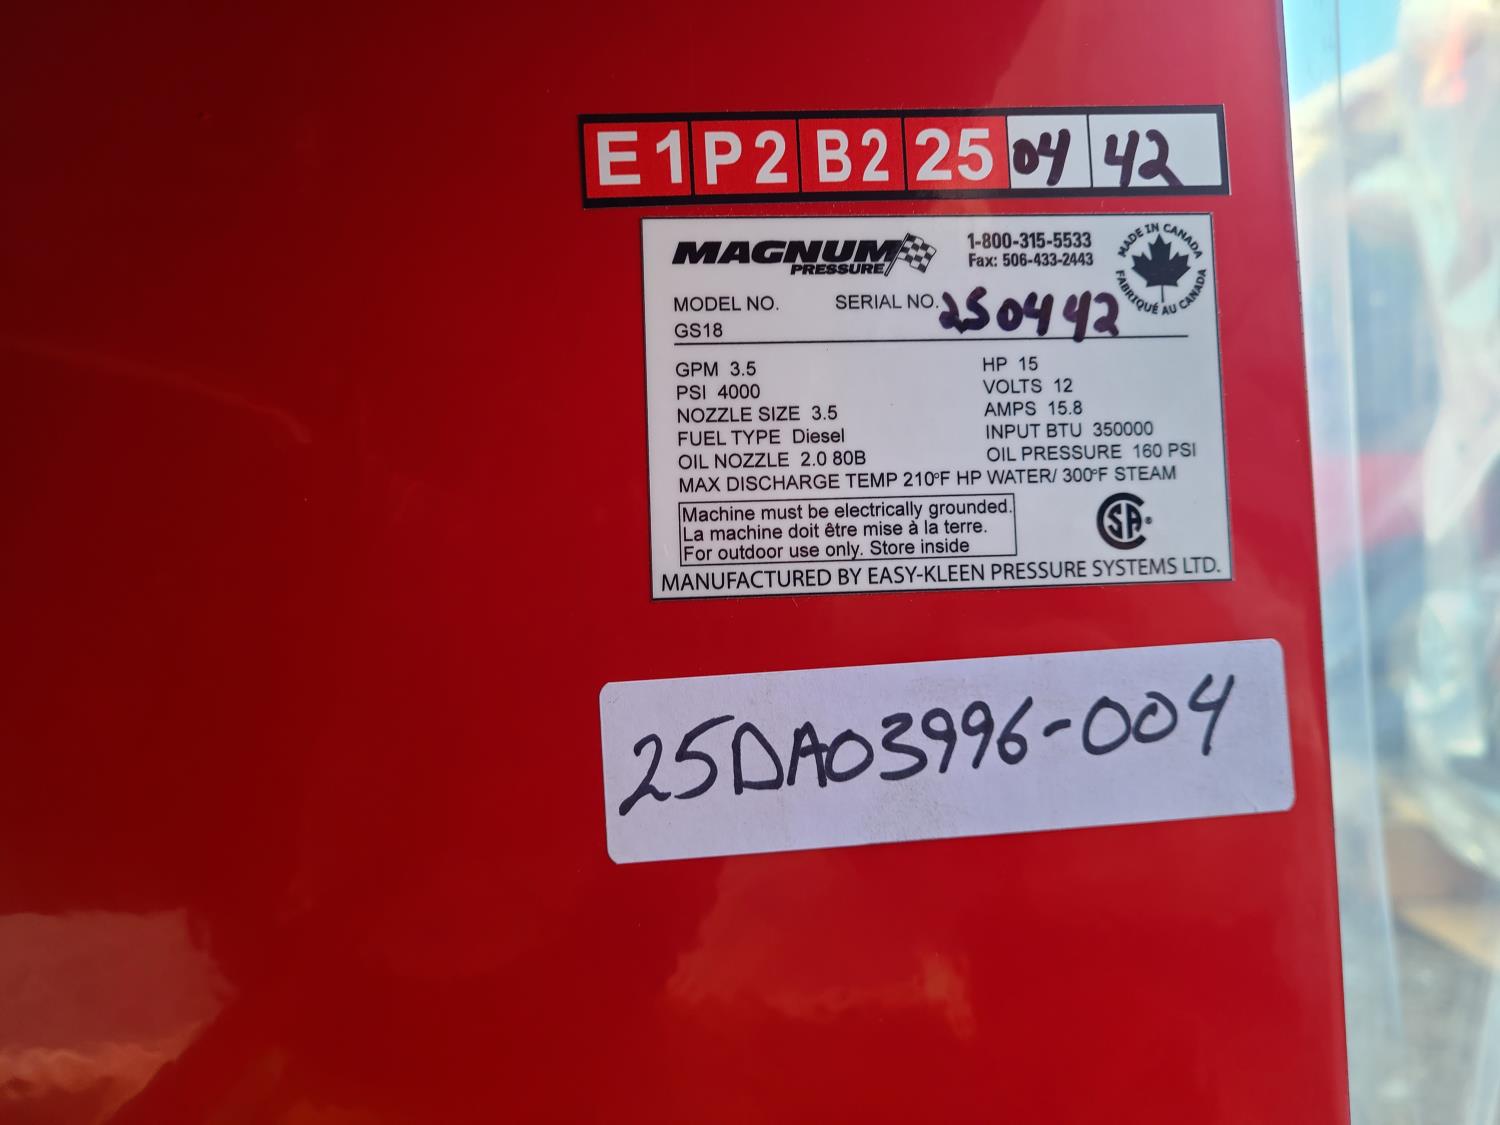 E1 P2 B2 25 04 42
MAGNUM
PRESSURE
1-800-315-5533
Fax: 506-433-2443
MADE IN CANADA
FABRIQUÉ AU CANADA
MODEL NO. SERIAL NO. 250442
GS18
GPM 3.5 HP 15
PSI 4000 VOLTS 12
NOZZLE SIZE 3.5 AMPS 15.8
FUEL TYPE Diesel INPUT BTU 350000
OIL NOZZLE 2.0 80B OIL PRESSURE 160 PSI
MAX DISCHARGE TEMP 210°F HP WATER/ 300°F STEAM
Machine must be electrically grounded.
La machine doit être mise à la terre.
For outdoor use only. Store inside
CSA®
MANUFACTURED BY EASY-KLEEN PRESSURE SYSTEMS LTD.
25DA03996-004